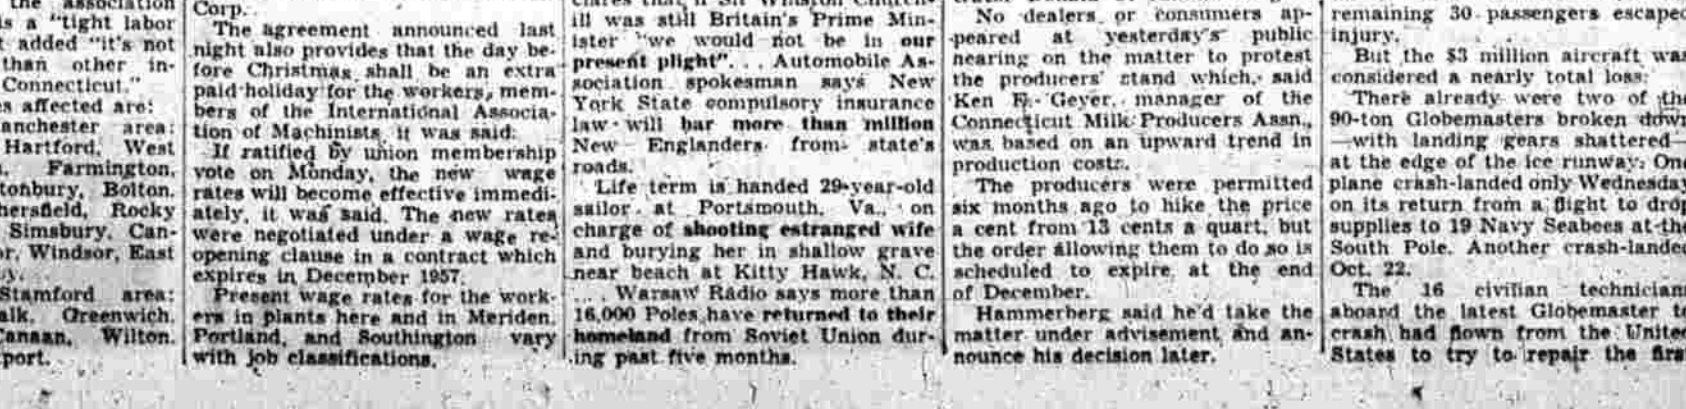 the association
is a "tight labor
added "it's not
than other in-
Connecticut."
s affected are:
anchester area:
Hartford, West
Farmington,
tonbury, Bolton.
hersfield, Rocky
Simsbury, Can-
or, Windsor, East
y.
Stamford area:
alk, Greenwich,
Canaan, Wilton.
port.
Corp.
The agreement announced last
night also provides that the day be-
fore Christmas shall be an extra
paid holiday for the workers, mem-
bers of the International Associa-
tion of Machinists, it was said.
If ratified by union membership
vote on Monday, the new wage
rates will become effective immedi-
ately, it was said. The new rates
were negotiated under a wage re-
opening clause in a contract which
expires in December 1957.
Present wage rates for the work-
ers in plants here and in Meriden,
Portland, and Southington vary
with job classifications.
ill was still Britain's Prime Min-
ister "we would not be in our
present plight". . . Automobile As-
sociation spokesman says New
York State compulsory insurance
law will bar more than million
New Englanders from state's
roads.
Life term is handed 29-year-old
sailor at Portsmouth, Va., on
charge of shooting estranged wife
and burying her in shallow grave
near beach at Kitty Hawk, N. C.
. . . Warsaw Radio says more than
16,000 Poles have returned to their
homeland from Soviet Union dur-
ing past five months.
No dealers or consumers ap-
peared at yesterday's public
hearing on the matter to protest
the producers' stand which, said
Ken E. Geyer, manager of the
Connecticut Milk Producers Assn.,
was based on an upward trend in
production costs.
The producers were permitted
six months ago to hike the price
a cent from 13 cents a quart, but
the order allowing them to do so is
scheduled to expire at the end
of December.
Hammerberg said he'd take the
matter under advisement and an-
nounce his decision later.
remaining 30 passengers escaped
injury.
But the $3 million aircraft was
considered a nearly total loss.
There already were two of the
90-ton Globemasters broken down
—with landing gears shattered—
at the edge of the ice runway. One
plane crash-landed only Wednesday
on its return from a flight to drop
supplies to 19 Navy Seabees at the
South Pole. Another crash-landed
Oct. 22.
The 16 civilian technicians
aboard the latest Globemaster to
crash had flown from the United
States to try to repair the first